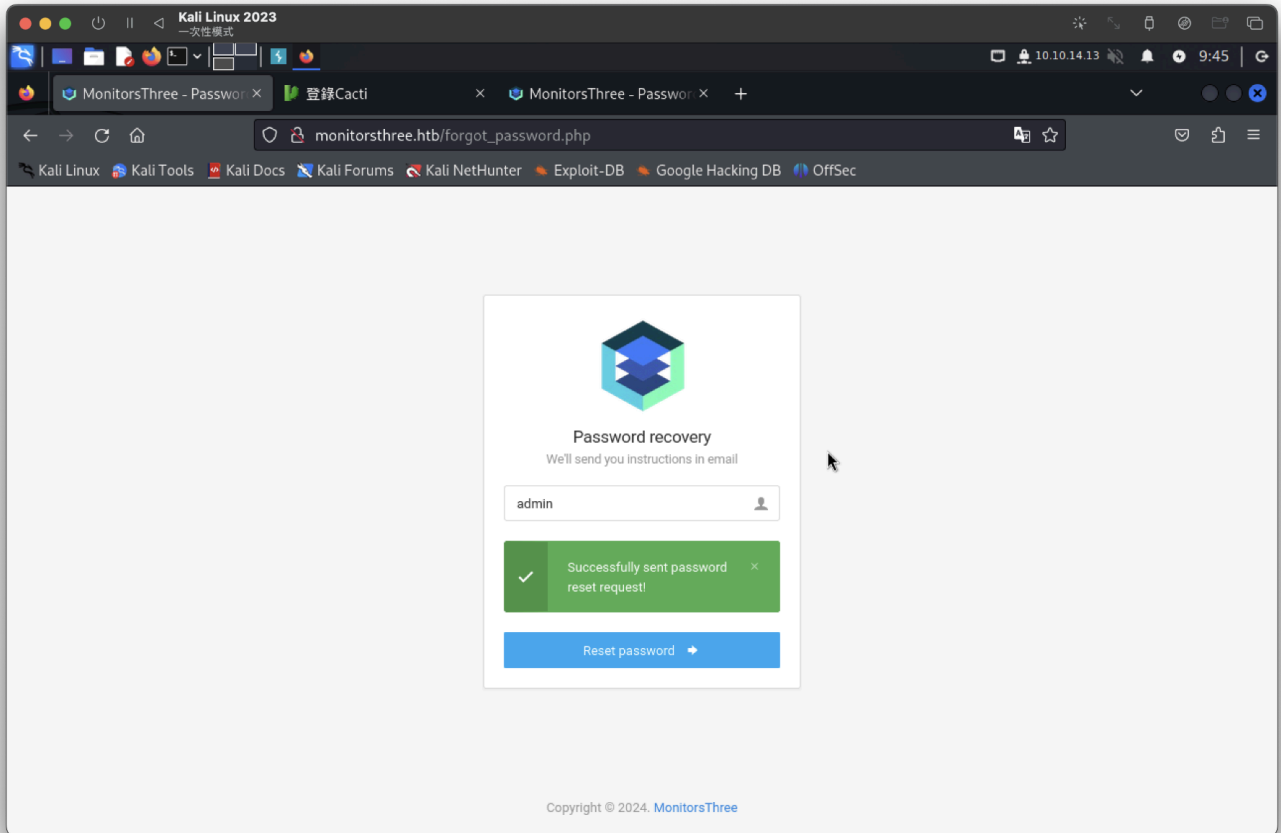 Kali Linux 2023
一次性模式
10.10.14.13
9:45
MonitorsThree - Passwor
登錄Cacti
MonitorsThree - Passwor
monitorsthree.htb/forgot_password.php
Kali Linux Kali Tools Kali Docs Kali Forums Kali NetHunter Exploit-DB Google Hacking DB OffSec
Password recovery
We'll send you instructions in email
admin
Successfully sent password
reset request!
Reset password
Copyright © 2024. MonitorsThree